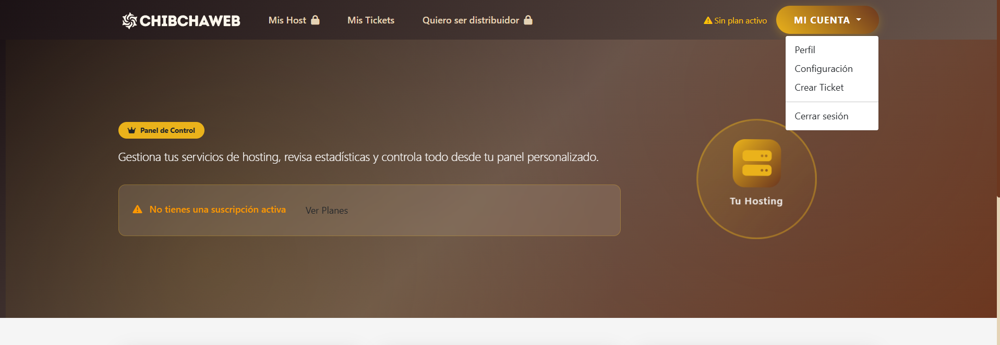 CHIBCHAWEB
Mis Host
Mis Tickets
Quiero ser distribuidor
Sin plan activo
MI CUENTA
Perfil
Configuración
Crear Ticket
Cerrar sesión
Panel de Control
Gestiona tus servicios de hosting, revisa estadísticas y controla todo desde tu panel personalizado.
No tienes una suscripción activa
Ver Planes
Tu Hosting